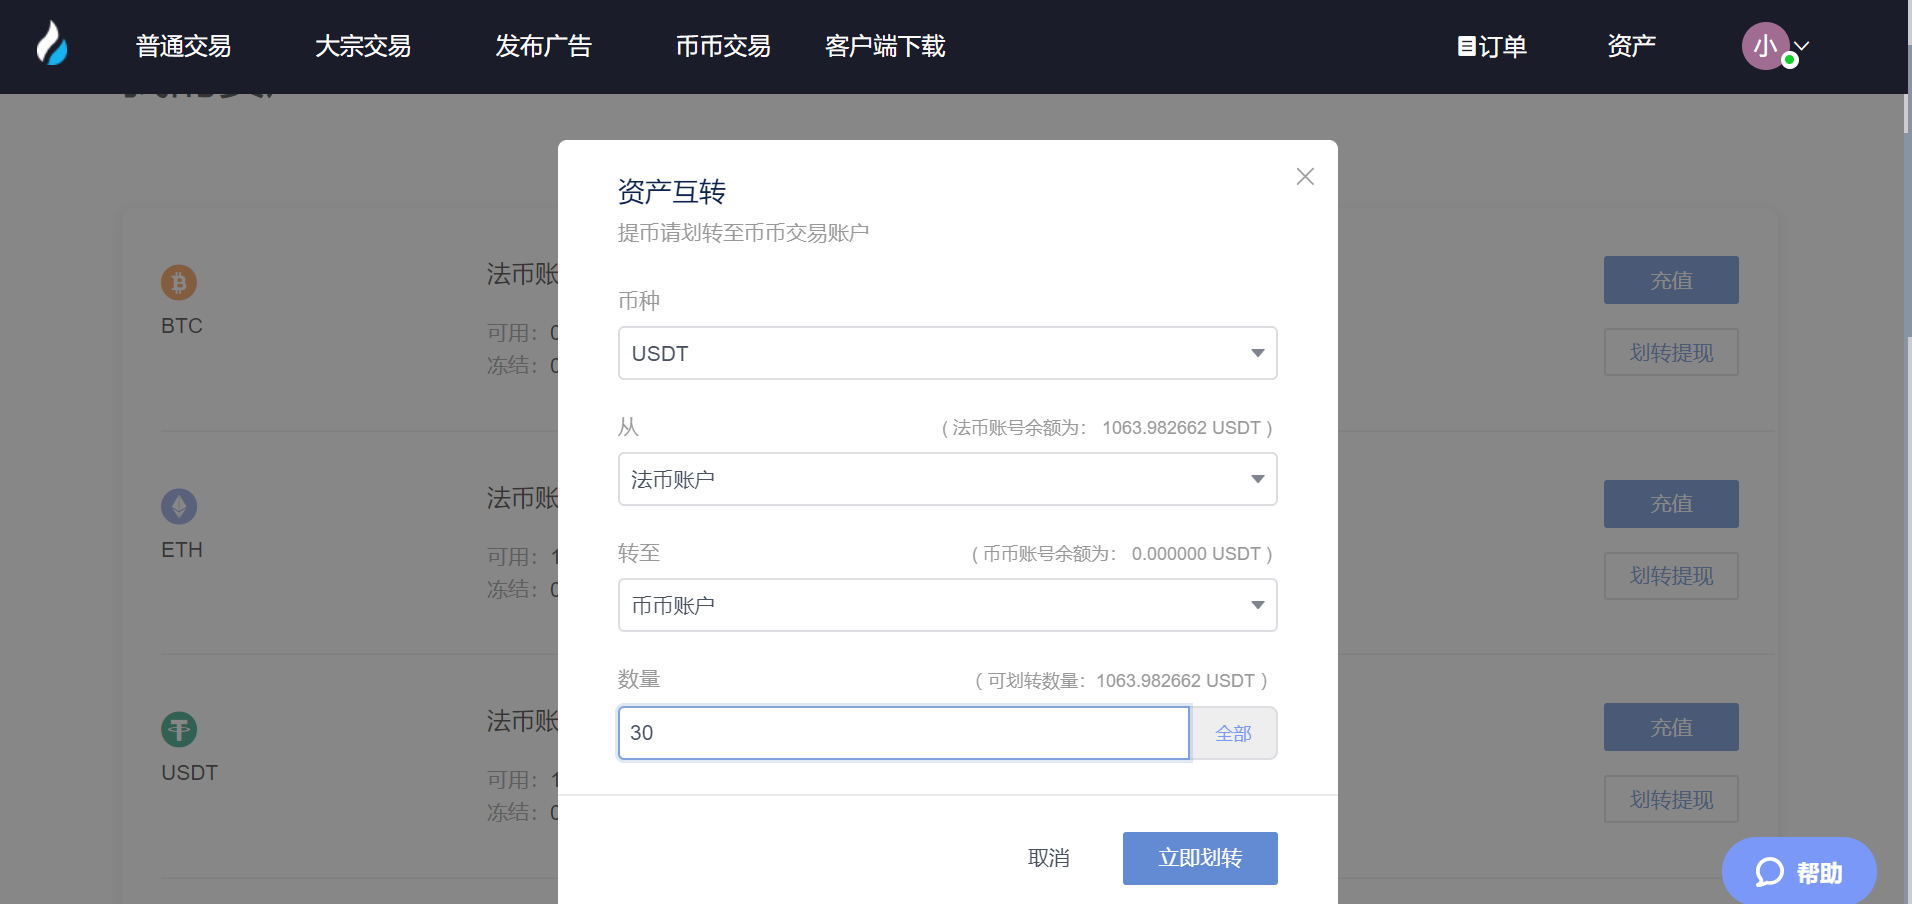 普通交易 大宗交易 发布广告 币币交易 客户端下载 订单 资产 小
资产互转
提币请划转至币币交易账户
币种
USDT
从 ( 法币账号余额为： 1063.982662 USDT )
法币账户
转至 ( 币币账号余额为： 0.000000 USDT )
币币账户
数量 ( 可划转数量：1063.982662 USDT )
30 全部
取消 立即划转
BTC
法币账
可用：0
冻结：0
充值
划转提现
ETH
法币账
可用：1
冻结：0
充值
划转提现
USDT
法币账
可用：1
冻结：0
充值
划转提现
帮助